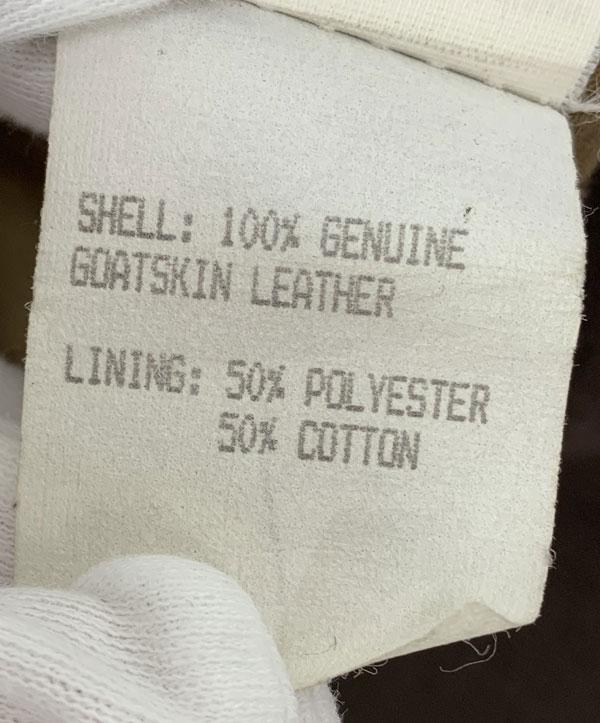 SHELL: 100% GENUINE
GOATSKIN LEATHER
LINING: 50% POLYESTER
50% COTTON